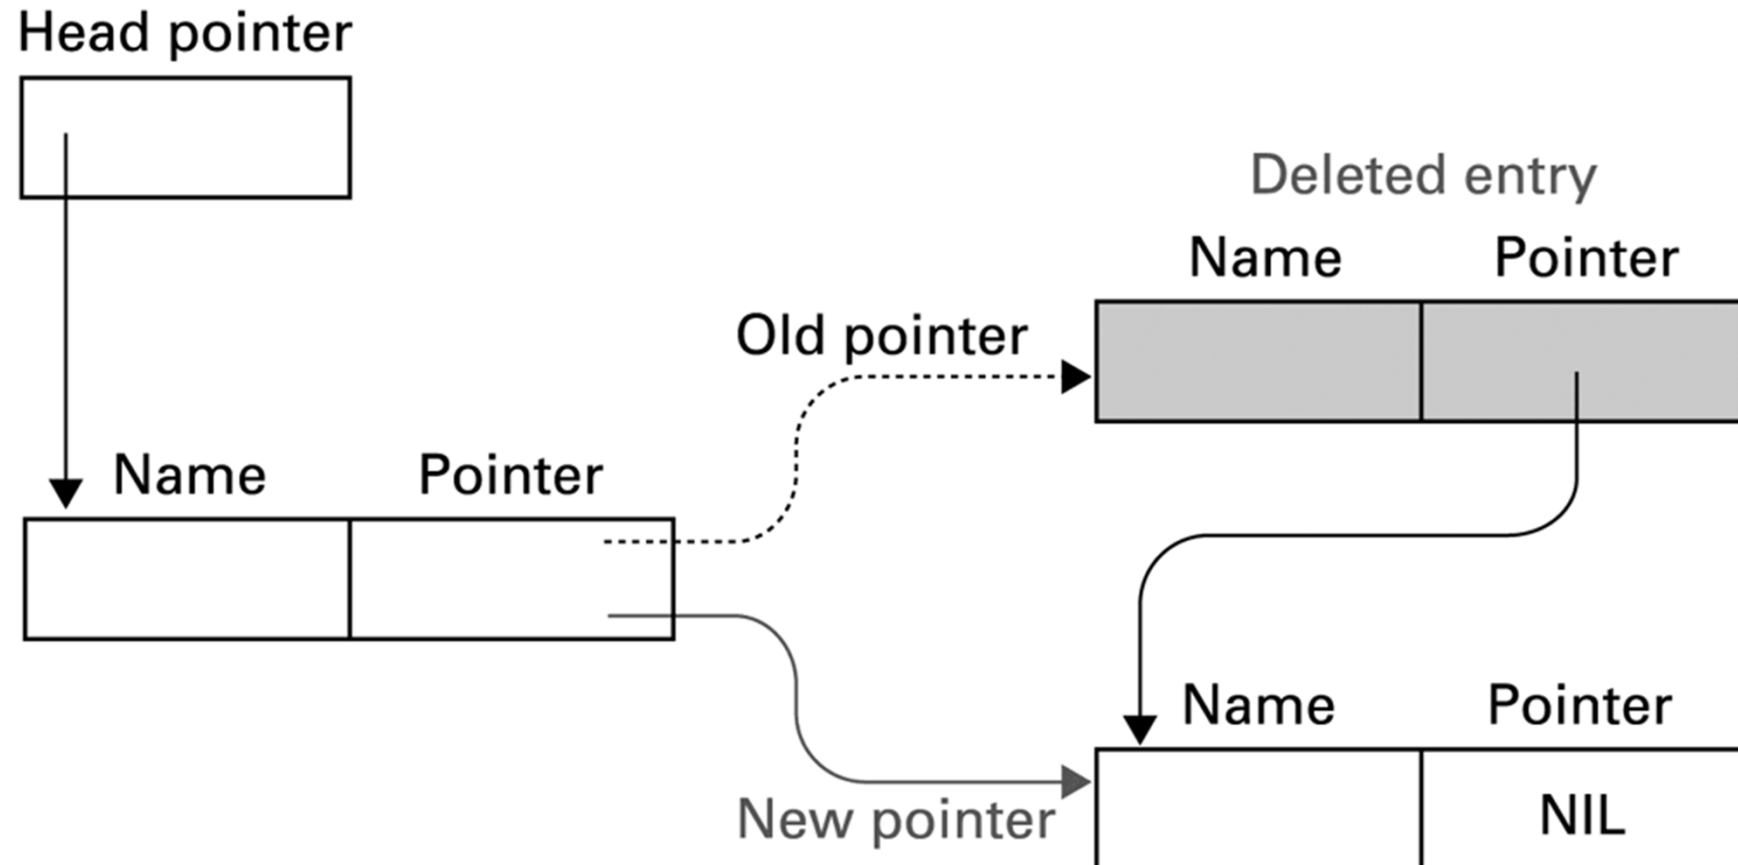 Head pointer
Deleted entry
Name Pointer
Old pointer
Name Pointer
Name Pointer
New pointer
NIL